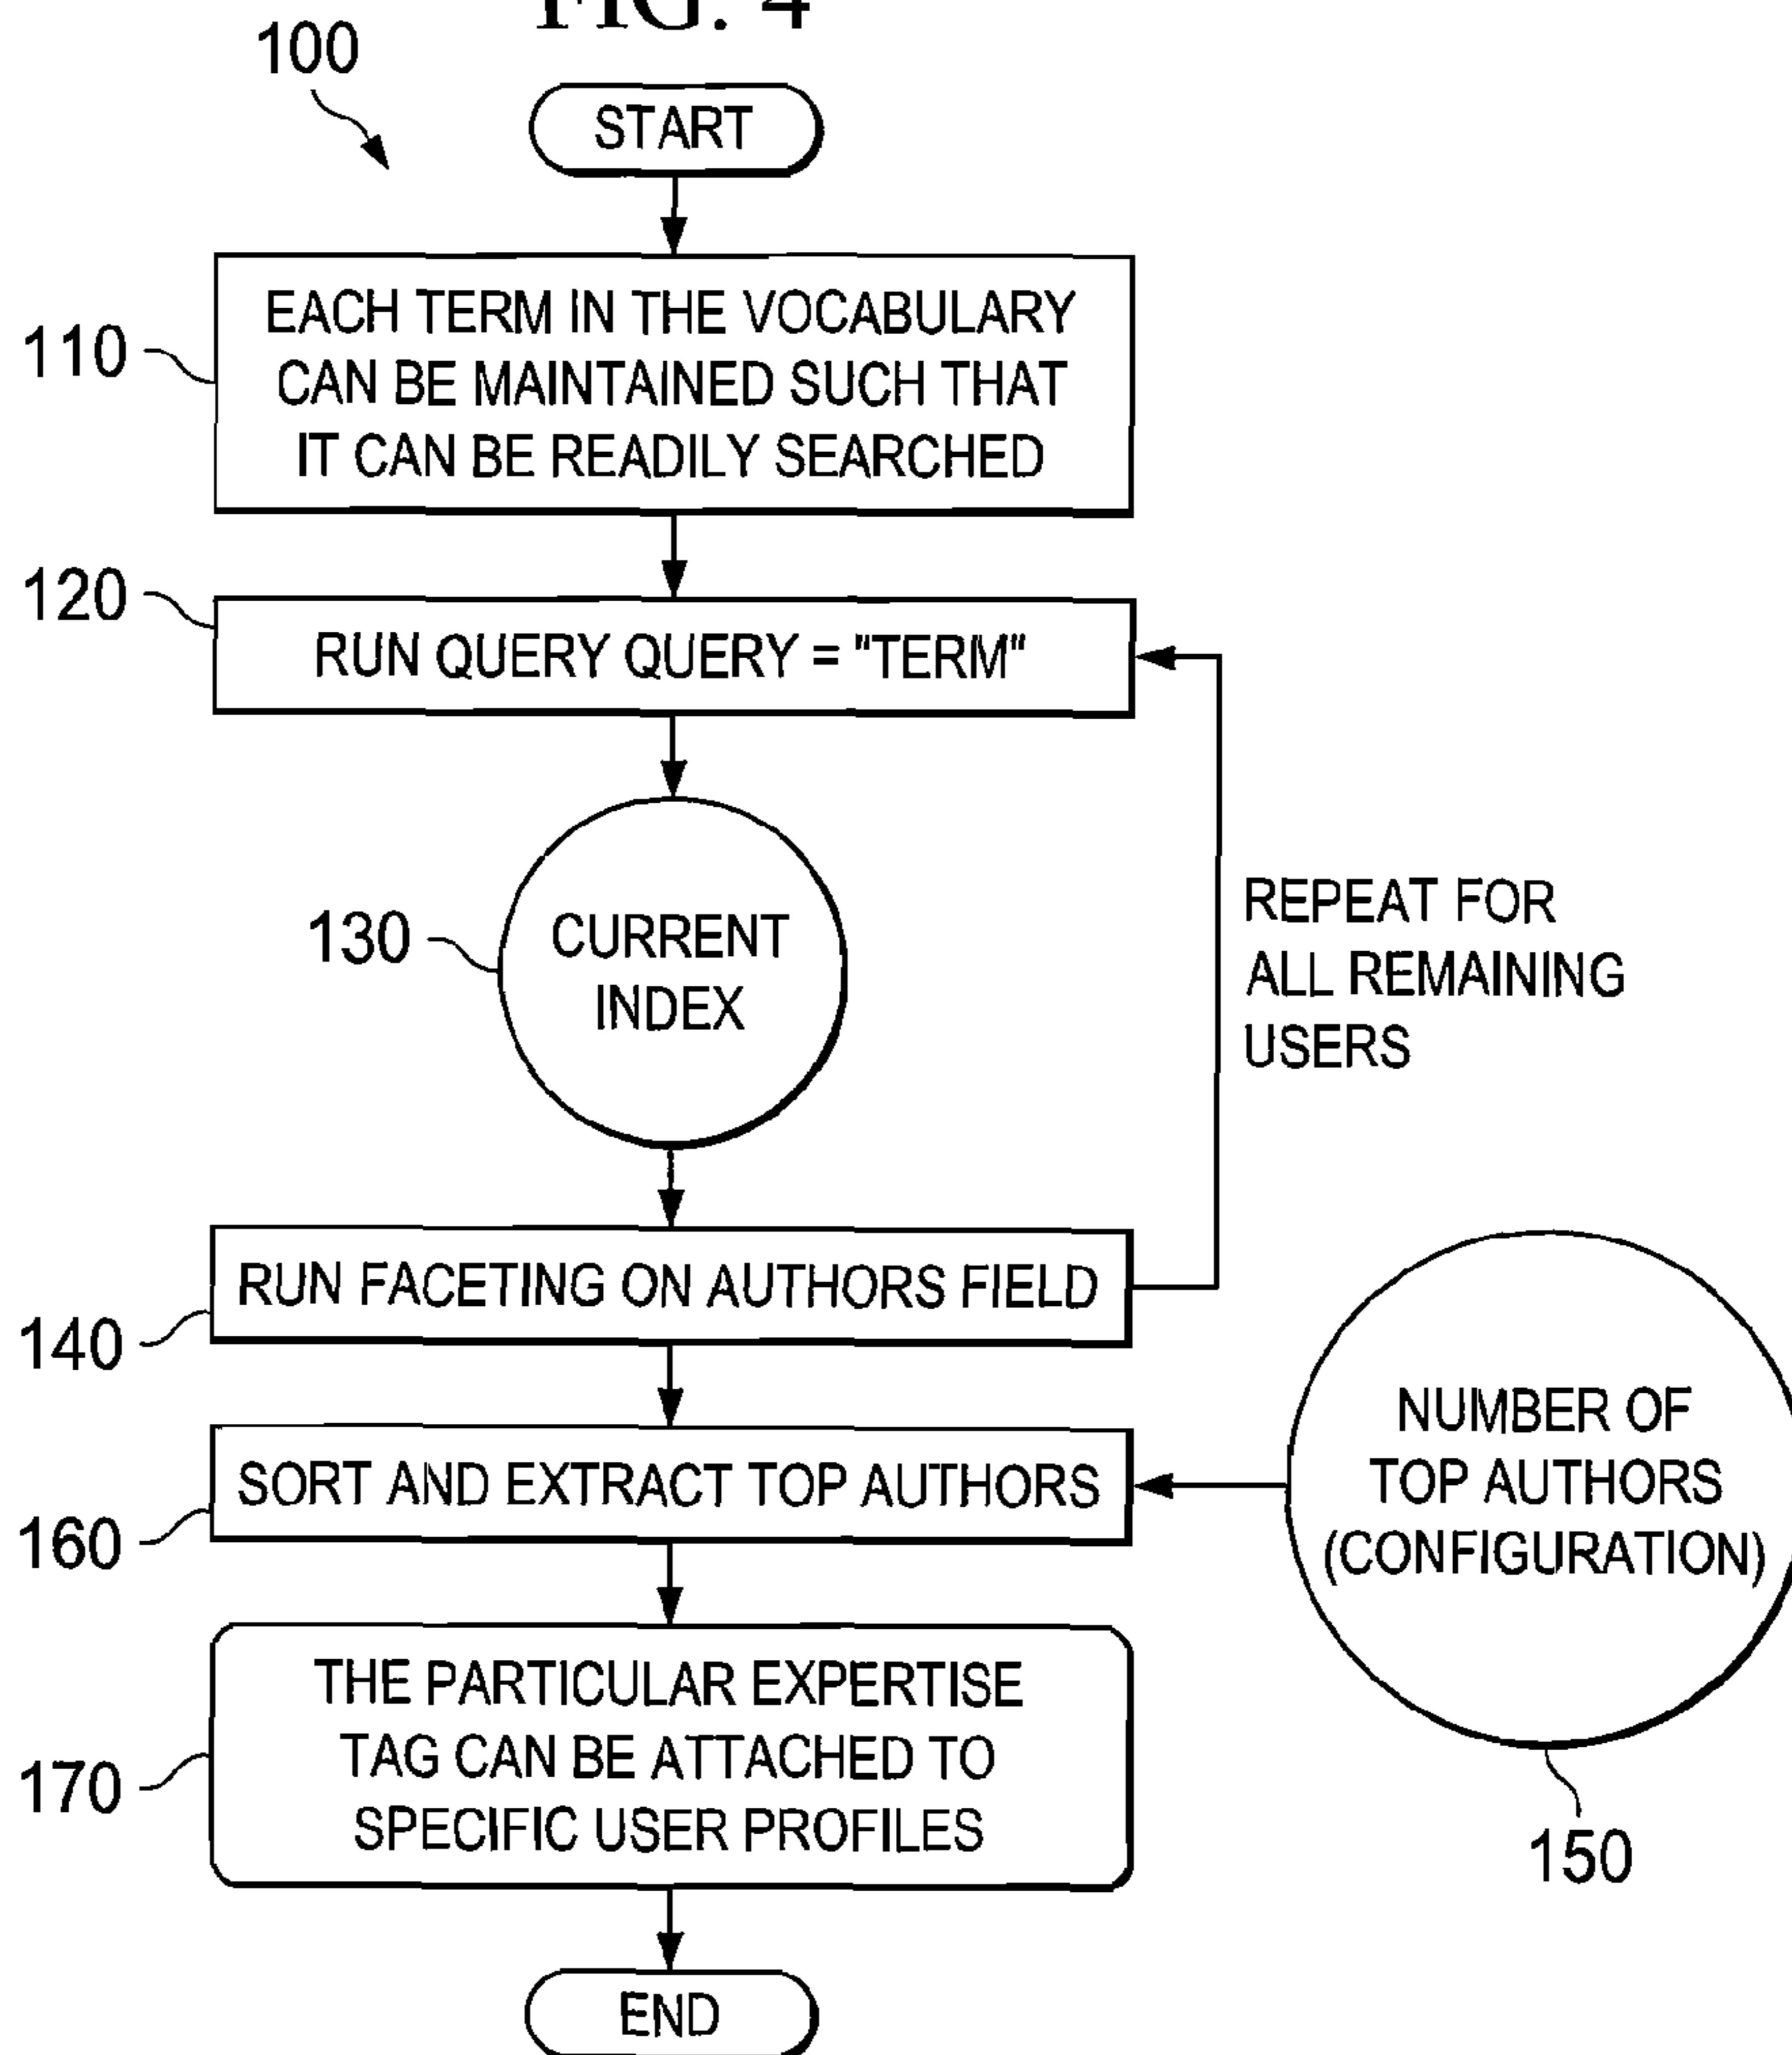 FIG. 4
100
START
110
EACH TERM IN THE VOCABULARY
CAN BE MAINTAINED SUCH THAT
IT CAN BE READILY SEARCHED
120
RUN QUERY QUERY = "TERM"
130
CURRENT
INDEX
REPEAT FOR
ALL REMAINING
USERS
140
RUN FACETING ON AUTHORS FIELD
160
SORT AND EXTRACT TOP AUTHORS
NUMBER OF
TOP AUTHORS
(CONFIGURATION)
150
170
THE PARTICULAR EXPERTISE
TAG CAN BE ATTACHED TO
SPECIFIC USER PROFILES
END